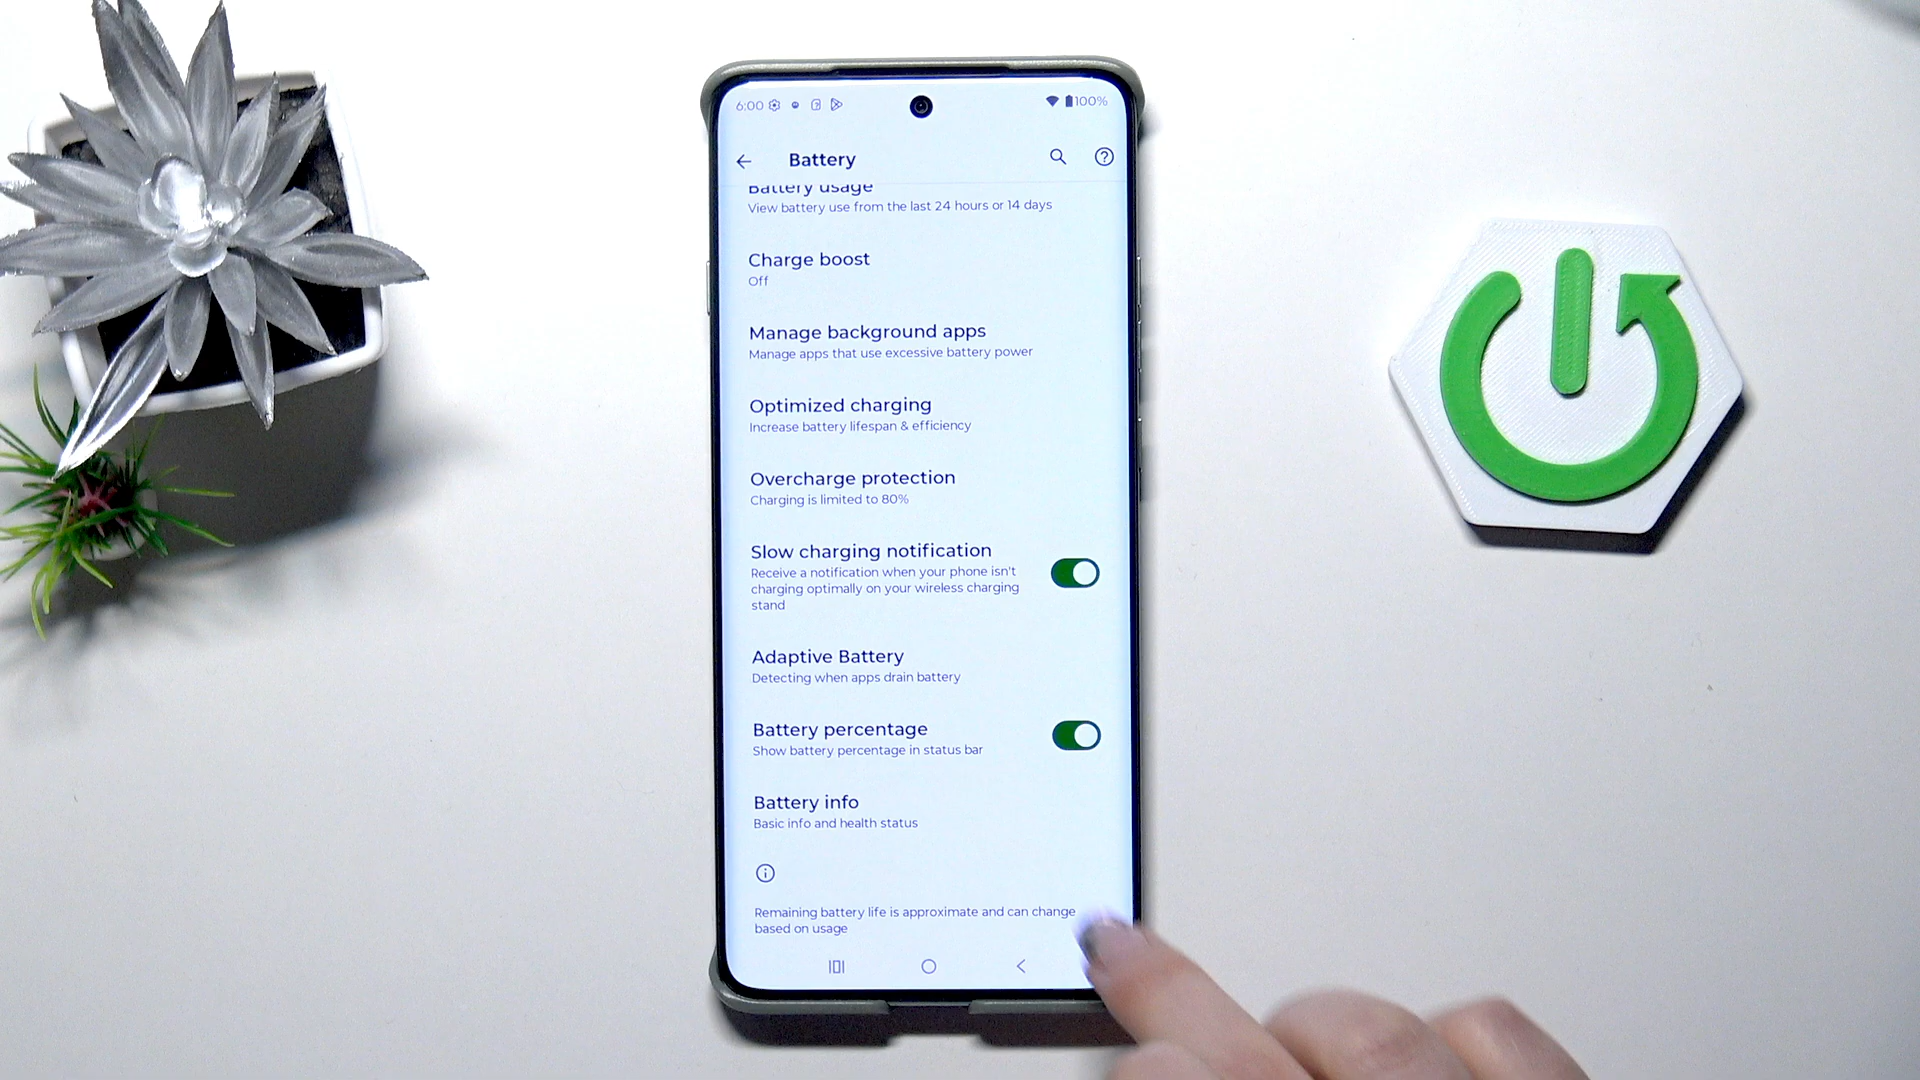 6:00
100%
Battery
Battery usage
View battery use from the last 24 hours or 14 days
Charge boost
Off
Manage background apps
Manage apps that use excessive battery power
Optimized charging
Increase battery lifespan & efficiency
Overcharge protection
Charging is limited to 80%
Slow charging notification
Receive a notification when your phone isn't
charging optimally on your wireless charging
stand
Adaptive Battery
Detecting when apps drain battery
Battery percentage
Show battery percentage in status bar
Battery info
Basic info and health status
Remaining battery life is approximate and can change
based on usage